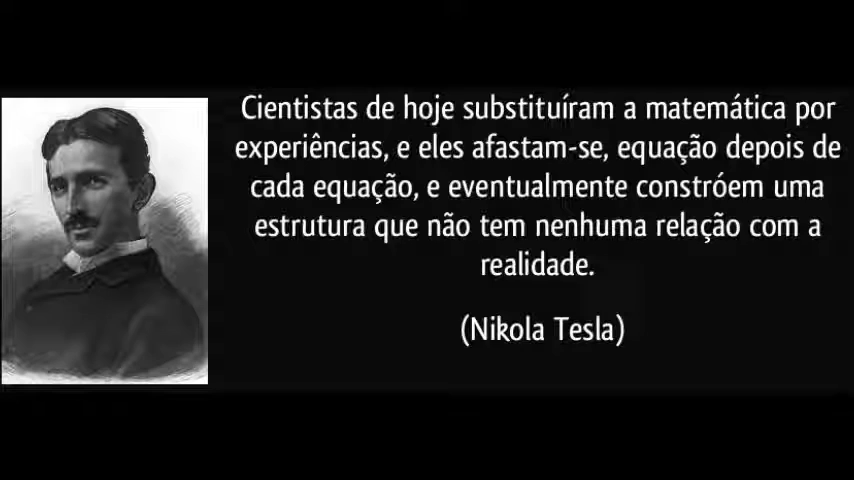 Cientistas de hoje substituíram a matemática por
experiências, e eles afastam-se, equação depois de
cada equação, e eventualmente constróem uma
estrutura que não tem nenhuma relação com a
realidade.
(Nikola Tesla)